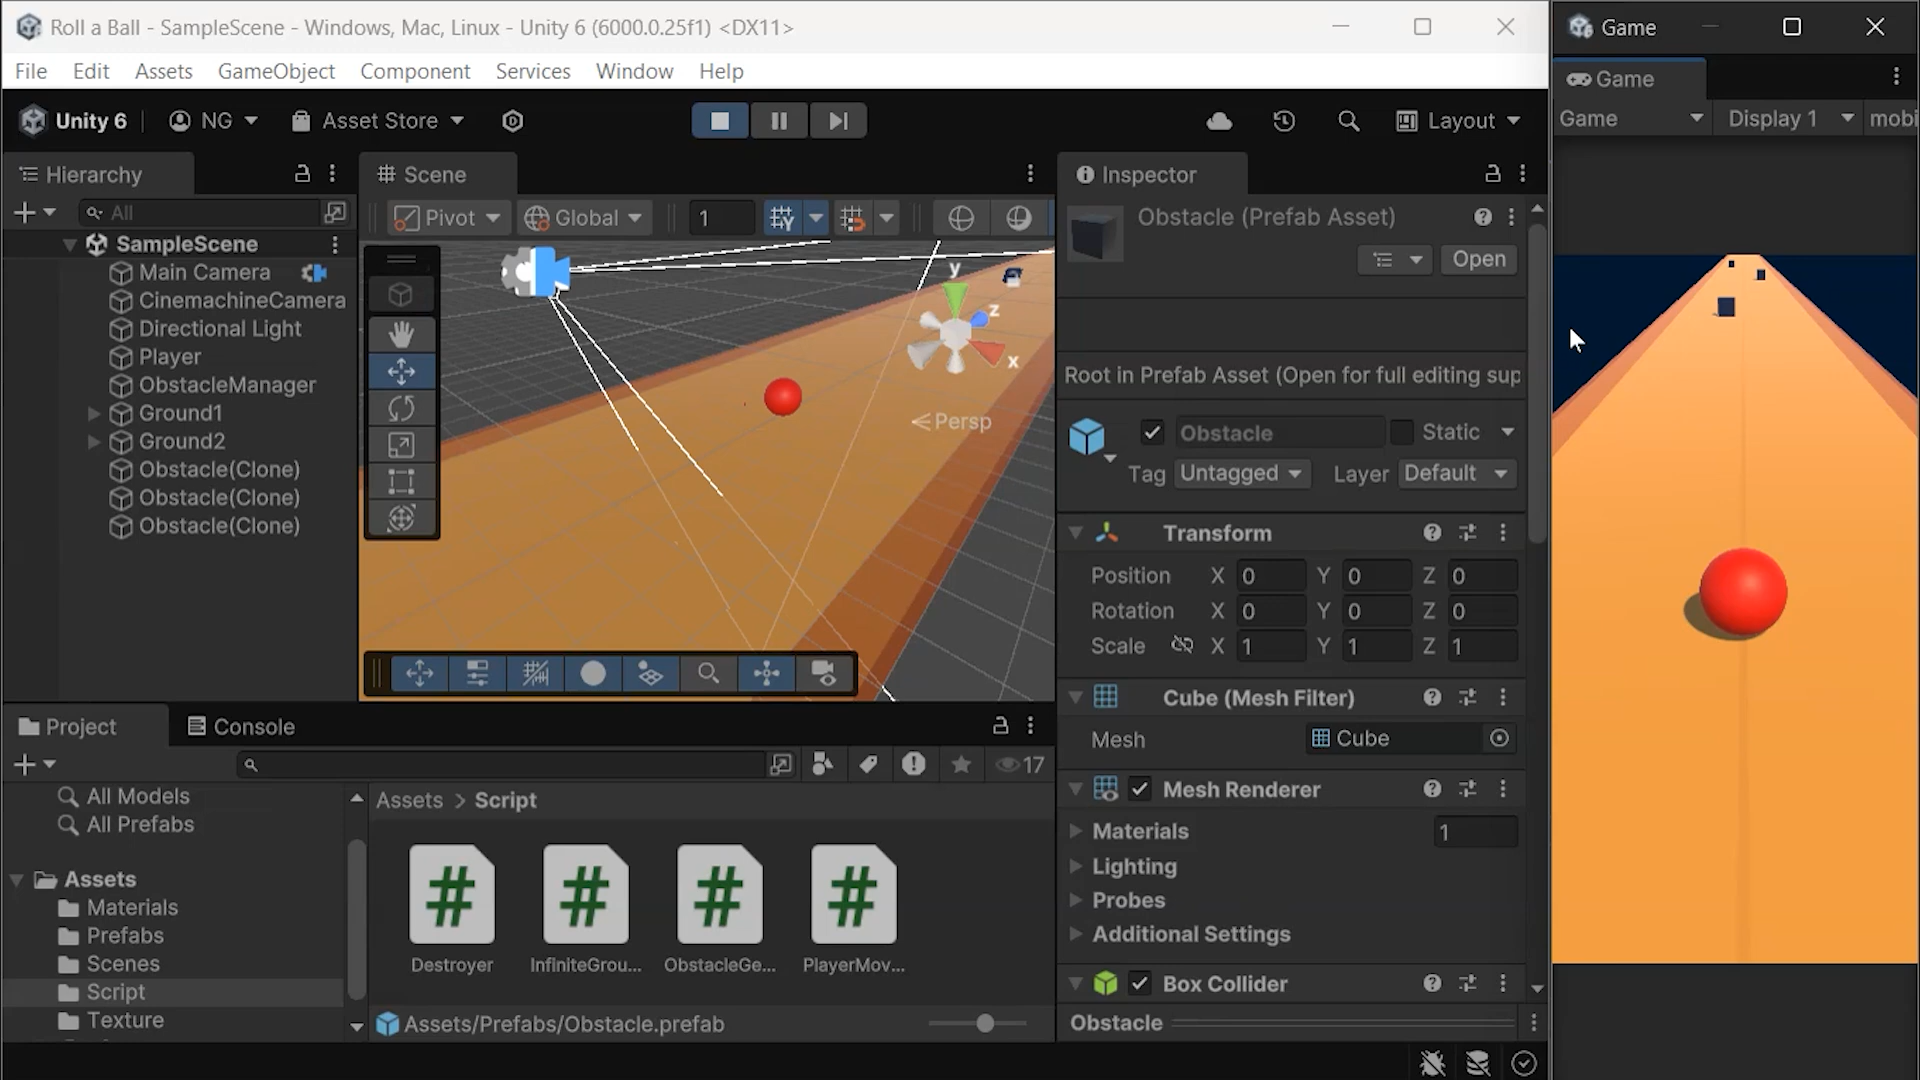 Roll a Ball - SampleScene - Windows, Mac, Linux - Unity 6 (6000.0.25f1) <DX11>
File Edit Assets GameObject Component Services Window Help
Unity 6 NG Asset Store Layout
Hierarchy
All
SampleScene
Main Camera
CinemachineCamera
Directional Light
Player
ObstacleManager
Ground1
Ground2
Obstacle(Clone)
Obstacle(Clone)
Obstacle(Clone)
Scene
Pivot Global 1
y
z
x
Persp
Inspector
Obstacle (Prefab Asset)
Open
Root in Prefab Asset (Open for full editing sup
Obstacle Static
Tag Untagged Layer Default
Transform
Position X 0 Y 0 Z 0
Rotation X 0 Y 0 Z 0
Scale X 1 Y 1 Z 1
Cube (Mesh Filter)
Mesh Cube
Mesh Renderer
Materials 1
Lighting
Probes
Additional Settings
Box Collider
Obstacle
Project Console
17
All Models
All Prefabs
Assets
Materials
Prefabs
Scenes
Script
Texture
Assets > Script
Destroyer InfiniteGrou... ObstacleGe... PlayerMov...
Assets/Prefabs/Obstacle.prefab
Game
Game
Game Display 1 mobi